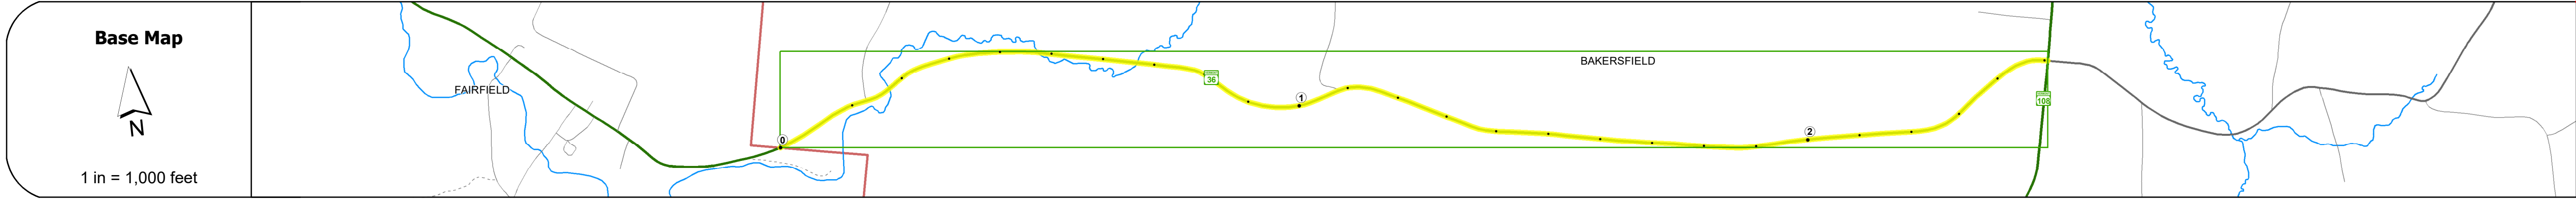 Base Map
N
1 in = 1,000 feet
FAIRFIELD
0
36
1
BAKERSFIELD
2
108